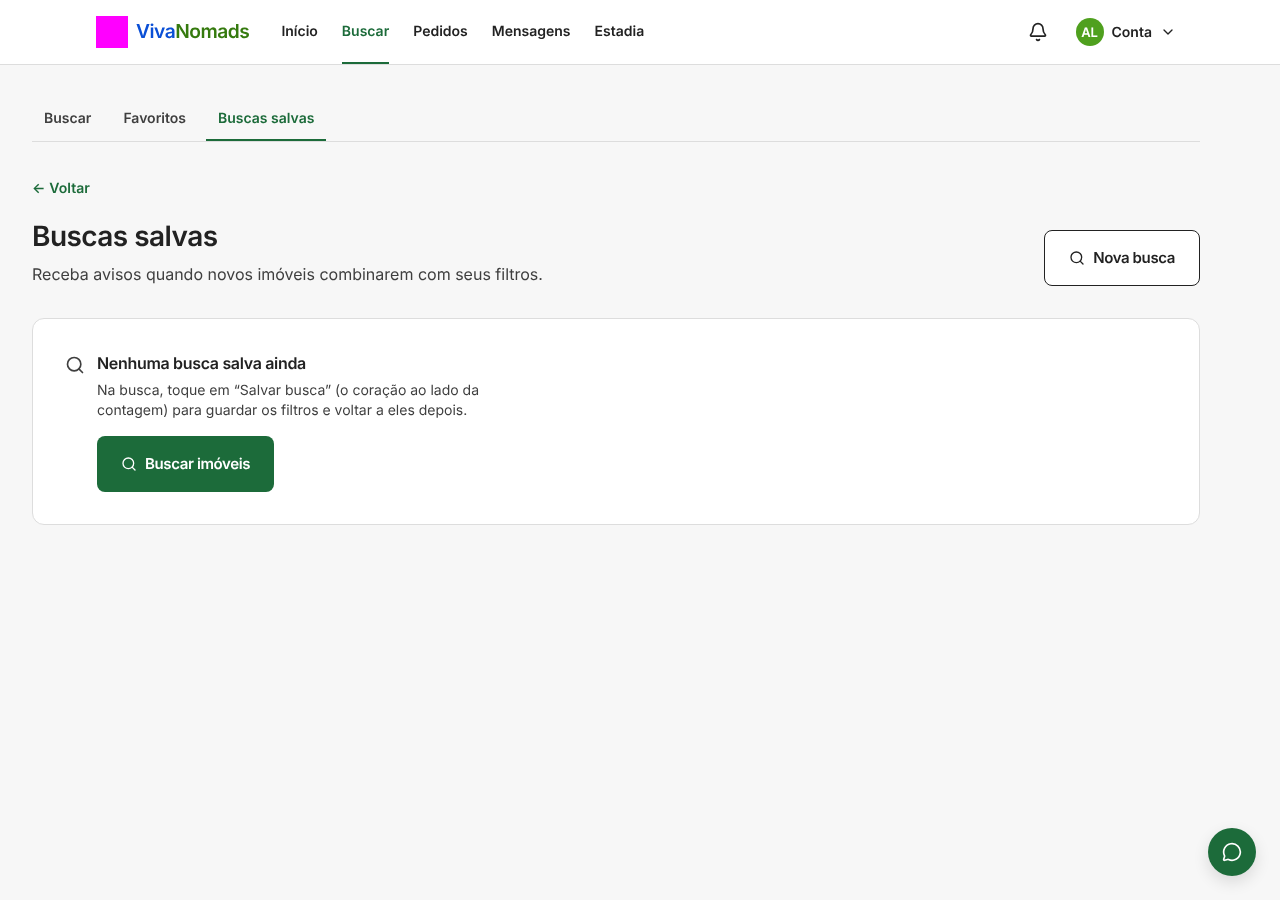 VivaNomads
Início
Buscar
Pedidos
Mensagens
Estadia
AL
Conta
Buscar
Favoritos
Buscas salvas
← Voltar
Buscas salvas
Receba avisos quando novos imóveis combinarem com seus filtros.
Nova busca
Nenhuma busca salva ainda
Na busca, toque em “Salvar busca” (o coração ao lado da
contagem) para guardar os filtros e voltar a eles depois.
Buscar imóveis